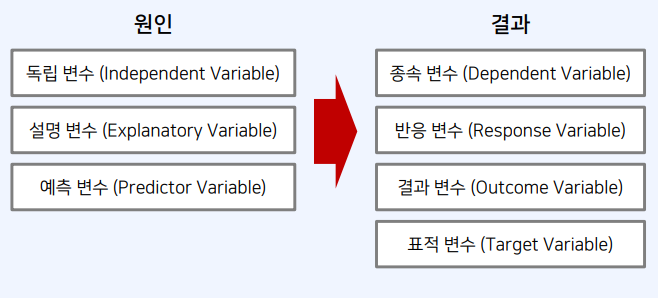 원인
독립 변수 (Independent Variable)
설명 변수 (Explanatory Variable)
예측 변수 (Predictor Variable)
결과
종속 변수 (Dependent Variable)
반응 변수 (Response Variable)
결과 변수 (Outcome Variable)
표적 변수 (Target Variable)